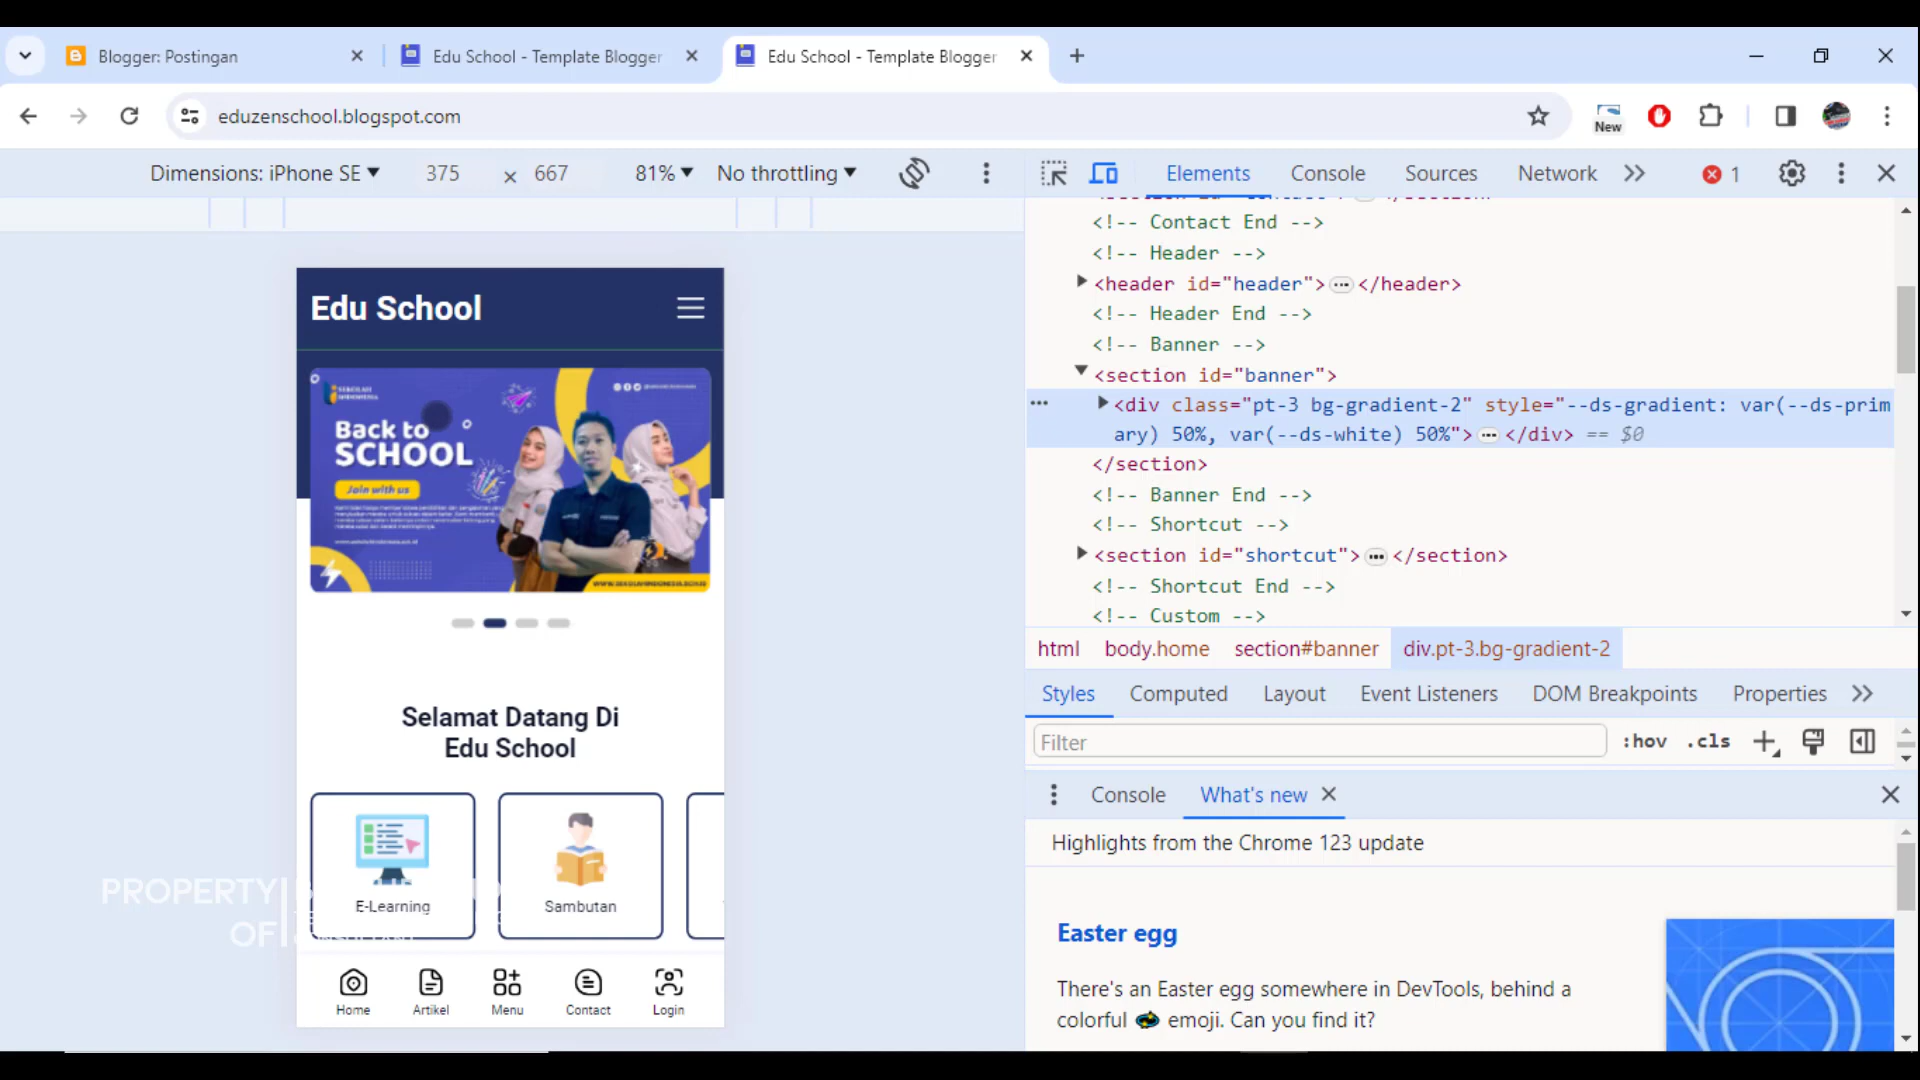 Blogger: Postingan
Edu School - Template Blogger
Edu School - Template Blogger
eduzenschool.blogspot.com
New
Dimensions: iPhone SE
375 × 667
81%
No throttling
Elements
Console
Sources
Network
1
Edu School
Back to
SCHOOL
Join with us
WWW.SEKOLAHINDONESIA.SCH.ID
Selamat Datang Di
Edu School
E-Learning
Sambutan
Home
Artikel
Menu
Contact
Login
PROPERTY
OF
<!-- Contact End -->
<!-- Header -->
<header id="header"> ... </header>
<!-- Header End -->
<!-- Banner -->
<section id="banner">
<div class="pt-3 bg-gradient-2" style="--ds-gradient: var(--ds-prim
ary) 50%, var(--ds-white) 50%"> ... </div> == $0
</section>
<!-- Banner End -->
<!-- Shortcut -->
<section id="shortcut"> ... </section>
<!-- Shortcut End -->
<!-- Custom -->
html
body.home
section#banner
div.pt-3.bg-gradient-2
Styles
Computed
Layout
Event Listeners
DOM Breakpoints
Properties
Filter
:hov
.cls
Console
What's new
Highlights from the Chrome 123 update
Easter egg
There's an Easter egg somewhere in DevTools, behind a
colorful emoji. Can you find it?